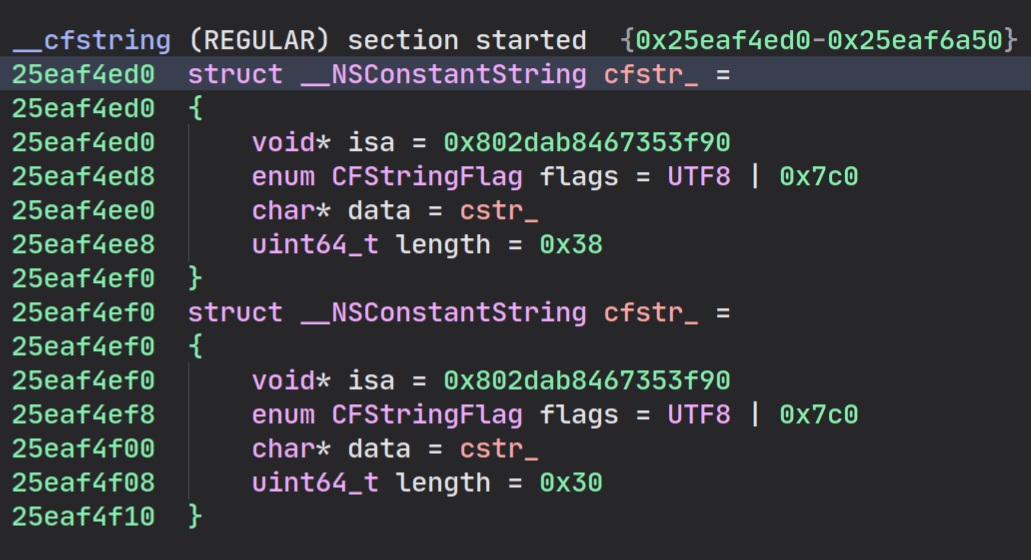 __cfstring (REGULAR) section started  {0x25eaf4ed0-0x25eaf6a50}
25eaf4ed0  struct __NSConstantString cfstr_ =
25eaf4ed0  {
25eaf4ed0      void* isa = 0x802dab8467353f90
25eaf4ed8      enum CFStringFlag flags = UTF8 | 0x7c0
25eaf4ee0      char* data = cstr_
25eaf4ee8      uint64_t length = 0x38
25eaf4ef0  }
25eaf4ef0  struct __NSConstantString cfstr_ =
25eaf4ef0  {
25eaf4ef0      void* isa = 0x802dab8467353f90
25eaf4ef8      enum CFStringFlag flags = UTF8 | 0x7c0
25eaf4f00      char* data = cstr_
25eaf4f08      uint64_t length = 0x30
25eaf4f10  }